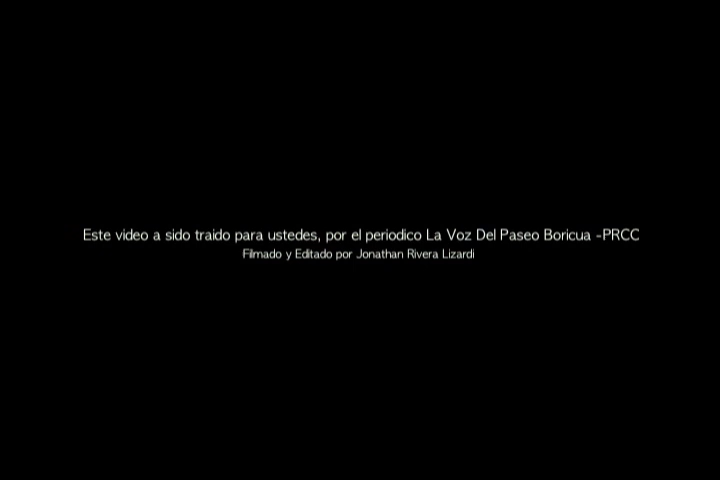 Este video a sido traido para ustedes, por el periodico La Voz Del Paseo Boricua -PRCC
Filmado y Editado por Jonathan Rivera Lizardi